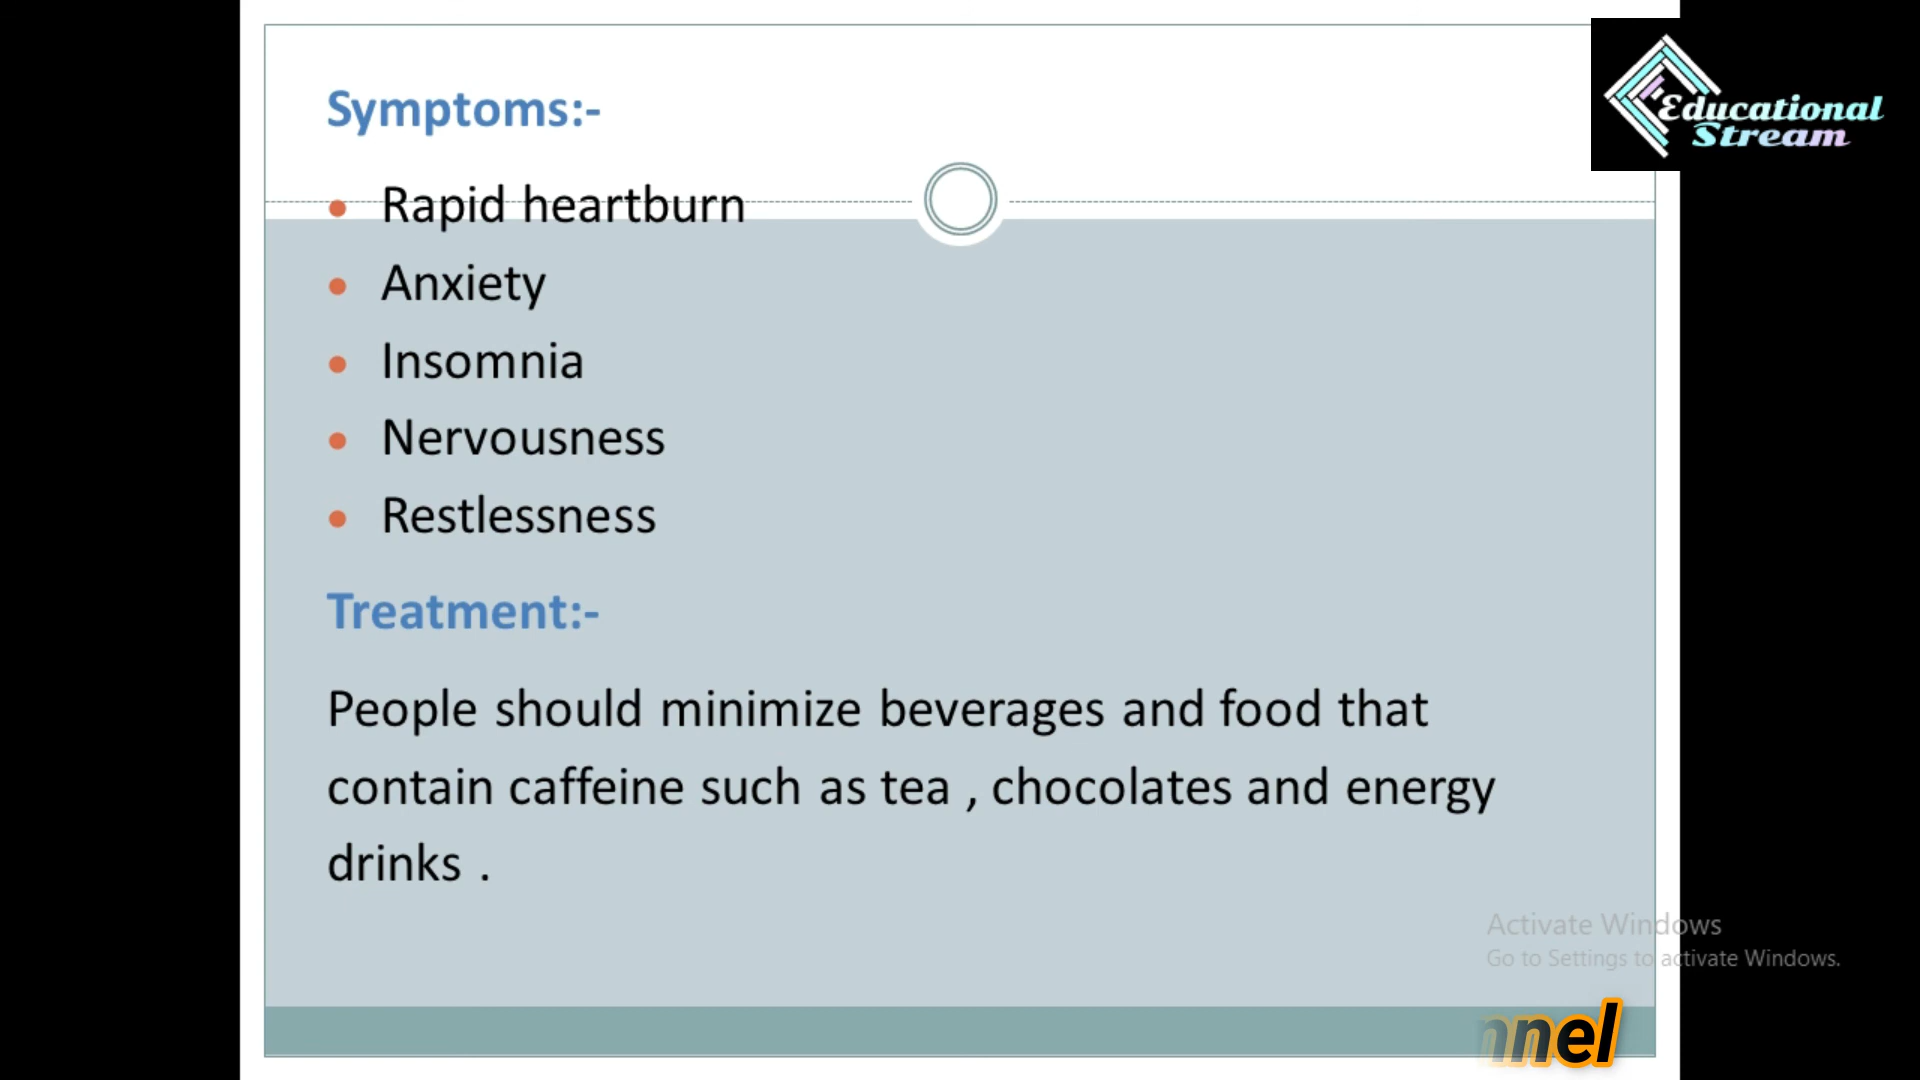 Symptoms:-
Educational
Stream
Rapid heartburn
Anxiety
Insomnia
Nervousness
Restlessness
Treatment:-
People should minimize beverages and food that
contain caffeine such as tea , chocolates and energy
drinks .
Activate Windows
Go to Settings to activate Windows.
nnel